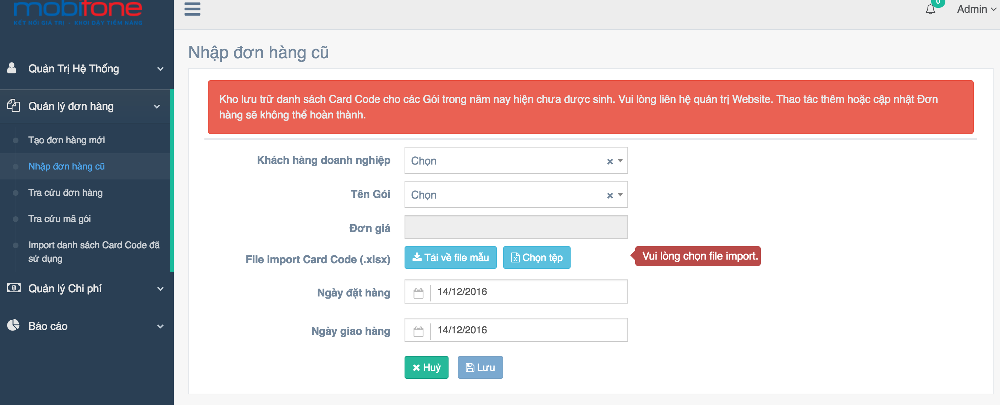 mobifone
KẾT NỐI GIÁ TRỊ · KHƠI DẬY TIỀM NĂNG
0
Admin
Quản Trị Hệ Thống
Quản lý đơn hàng
Tạo đơn hàng mới
Nhập đơn hàng cũ
Tra cứu đơn hàng
Tra cứu mã gói
Import danh sách Card Code đã
sử dụng
Quản lý Chi phí
Báo cáo
Nhập đơn hàng cũ
Kho lưu trữ danh sách Card Code cho các Gói trong năm nay hiện chưa được sinh. Vui lòng liên hệ quản trị Website. Thao tác thêm hoặc cập nhật Đơn
hàng sẽ không thể hoàn thành.
Khách hàng doanh nghiệp
Chọn
Tên Gói
Chọn
Đơn giá
File import Card Code (.xlsx)
Tải về file mẫu
Chọn tệp
Vui lòng chọn file import.
Ngày đặt hàng
14/12/2016
Ngày giao hàng
14/12/2016
Huỷ
Lưu